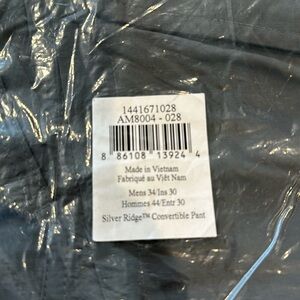 1441671028
AM8004 - 028
8 86108 13924 4
Made in Vietnam
Fabriqué au Viêt Nam
Mens 34/Ins 30
Hommes 44/Entr 30
Silver Ridge™ Convertible Pant